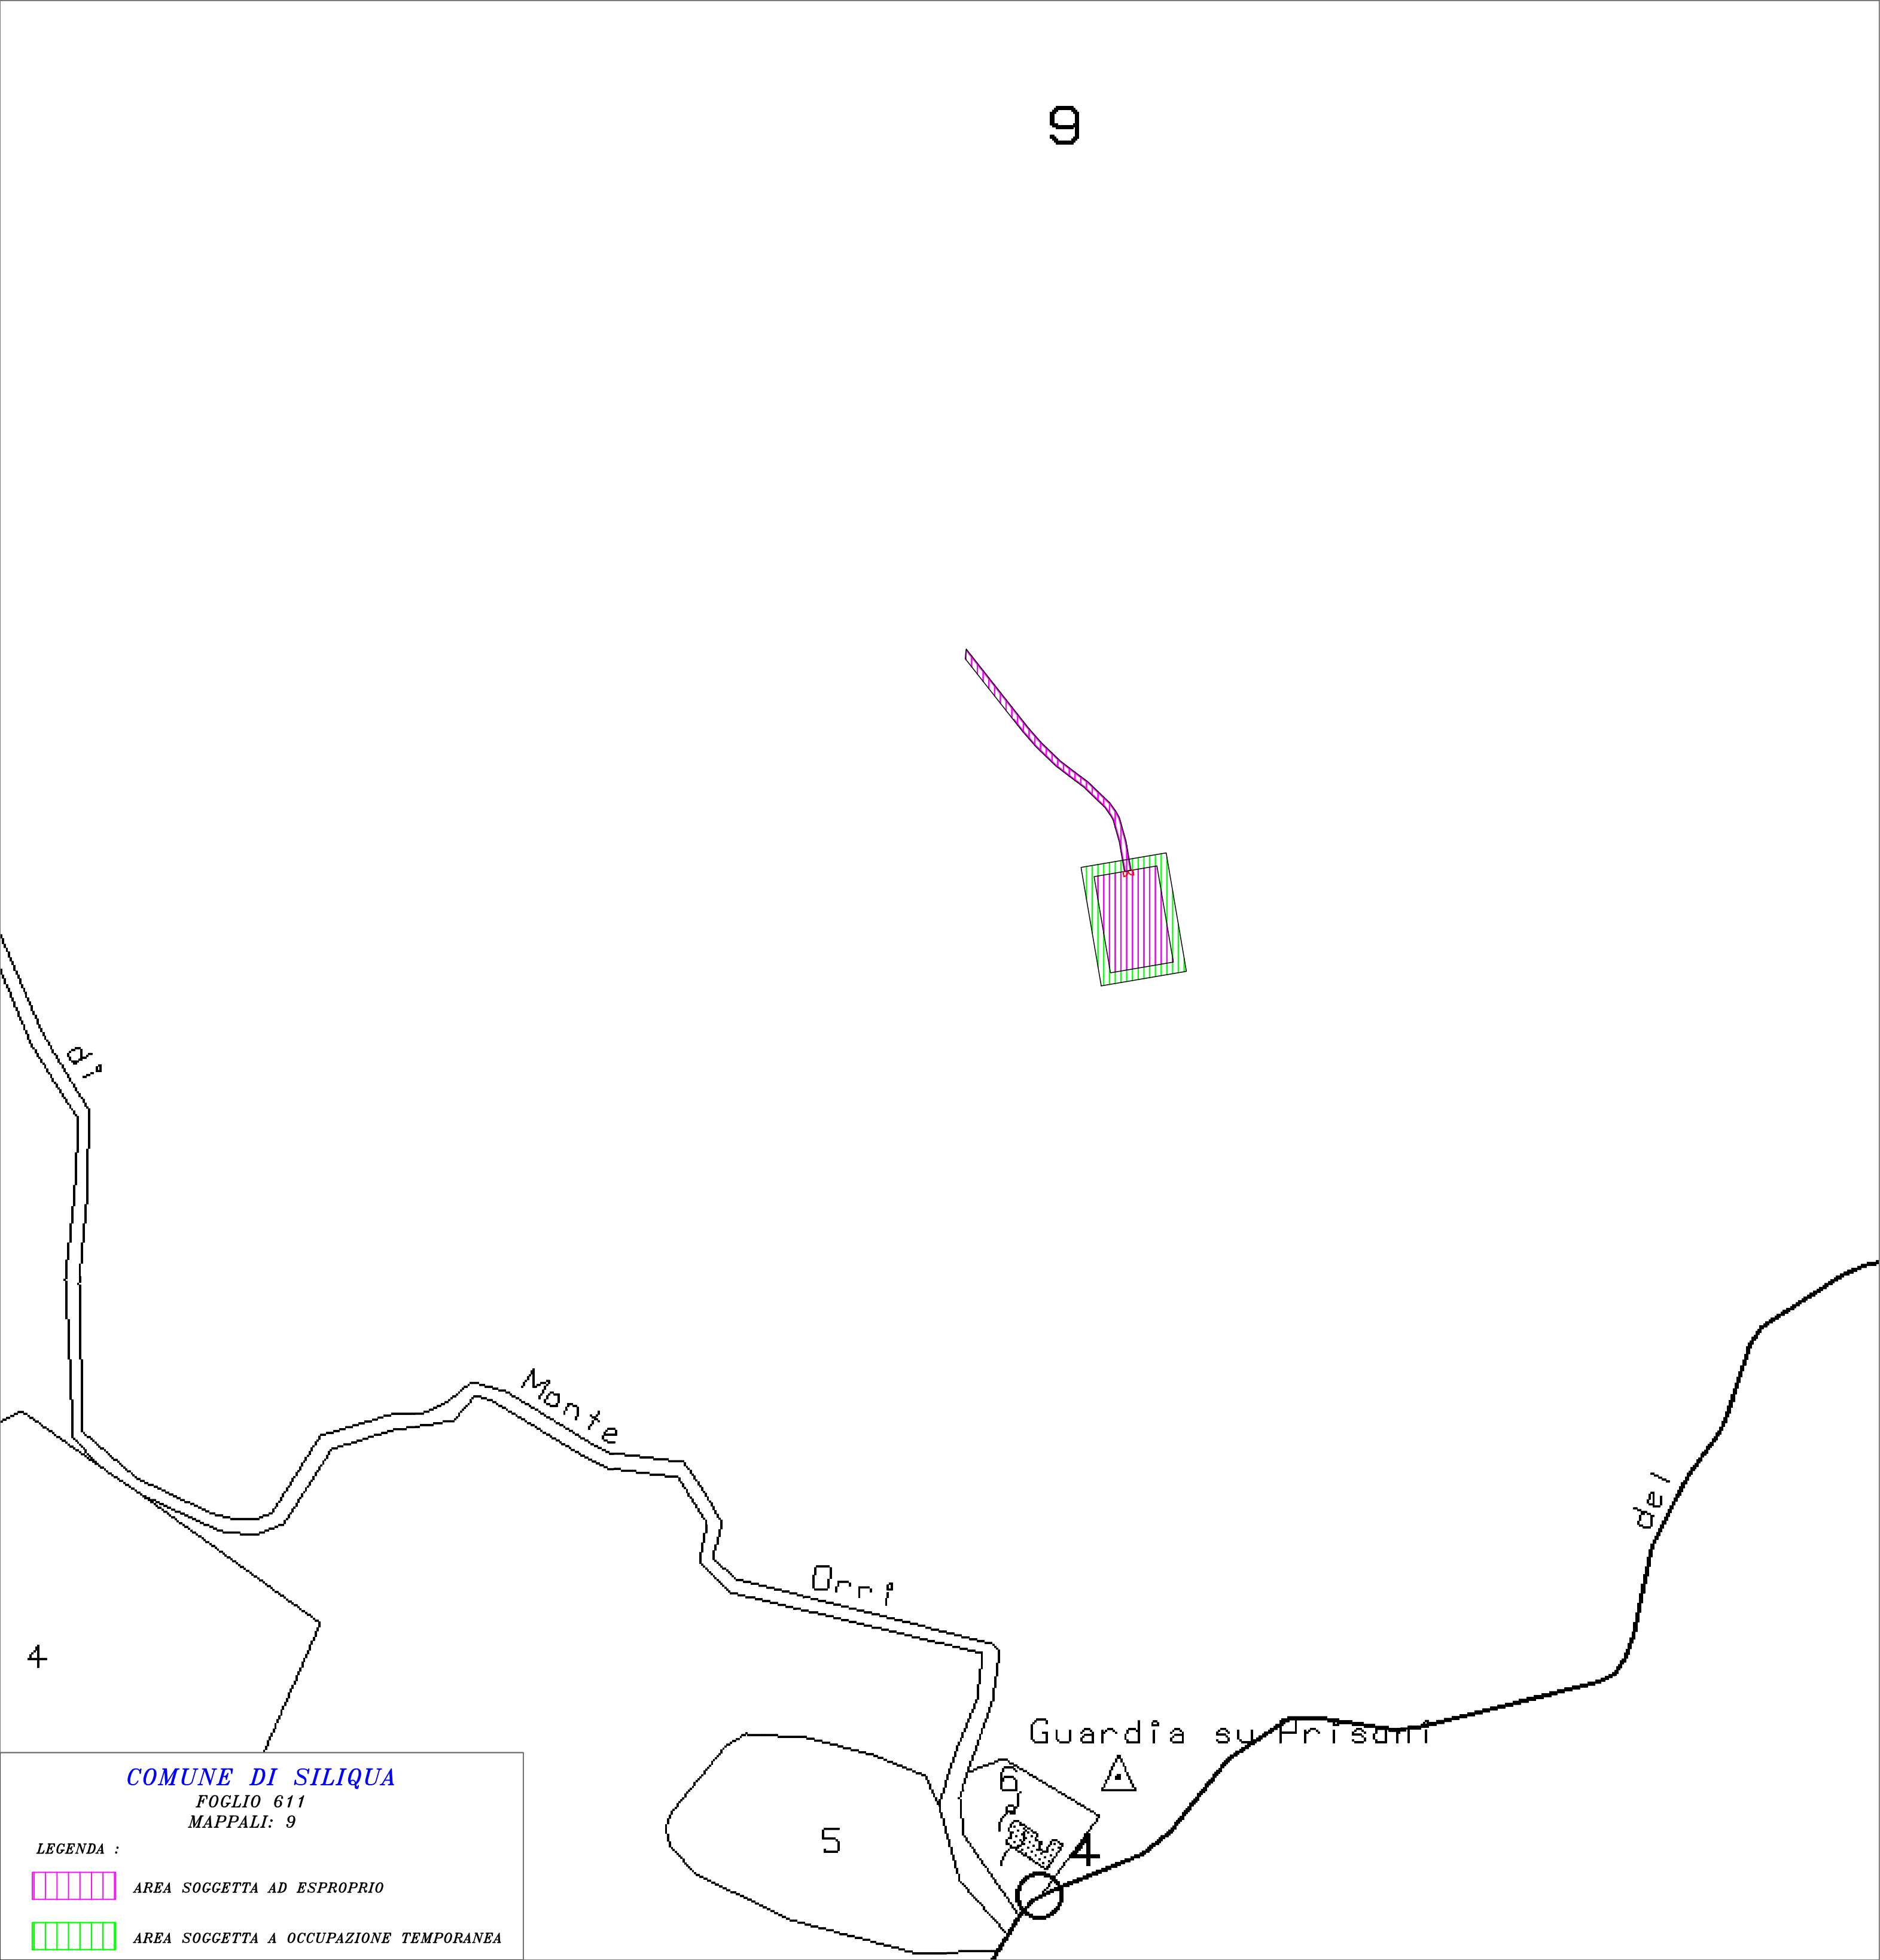 9
di
Monte
Orri
del
4
Guardia su Prisani
6
5
4
COMUNE DI SILIQUA
FOGLIO 611
MAPPALI: 9
LEGENDA :
AREA SOGGETTA AD ESPROPRIO
AREA SOGGETTA A OCCUPAZIONE TEMPORANEA